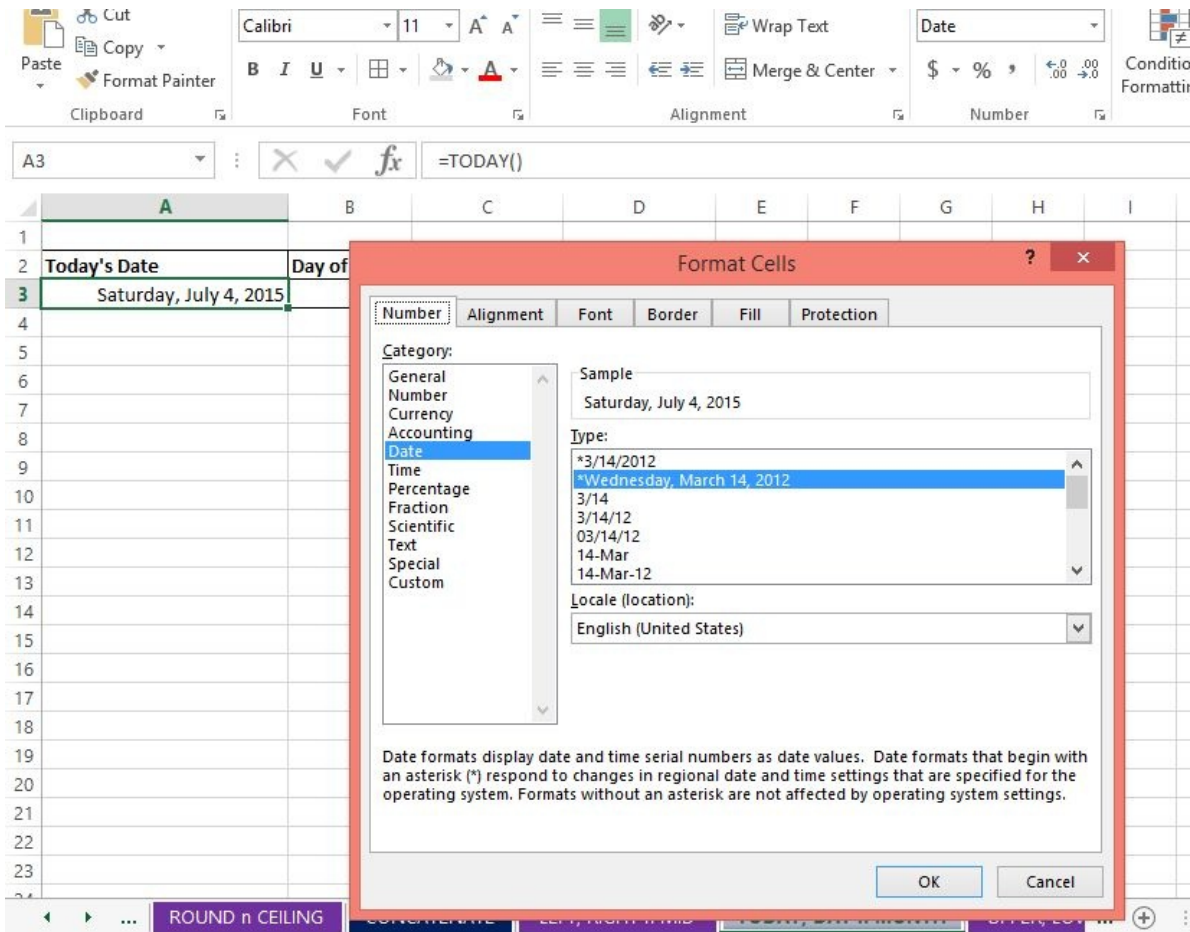 Cut
Copy
Paste
Format Painter
Clipboard
Calibri
11
B I U
Font
Wrap Text
Merge & Center
Alignment
Date
$ % ,
Number
A3
fx
=TODAY()
A B C D E F G H I
1
2 Today's Date Day of
3 Saturday, July 4, 2015
4
5
6
7
8
9
10
11
12
13
14
15
16
17
18
19
20
21
22
23
Format Cells
Number Alignment Font Border Fill Protection
Category:
General
Number
Currency
Accounting
Date
Time
Percentage
Fraction
Scientific
Text
Special
Custom
Sample
Saturday, July 4, 2015
Type:
*3/14/2012
*Wednesday, March 14, 2012
3/14
3/14/12
03/14/12
14-Mar
14-Mar-12
Locale (location):
English (United States)
Date formats display date and time serial numbers as date values. Date formats that begin with
an asterisk (*) respond to changes in regional date and time settings that are specified for the
operating system. Formats without an asterisk are not affected by operating system settings.
OK Cancel
... ROUND n CEILING